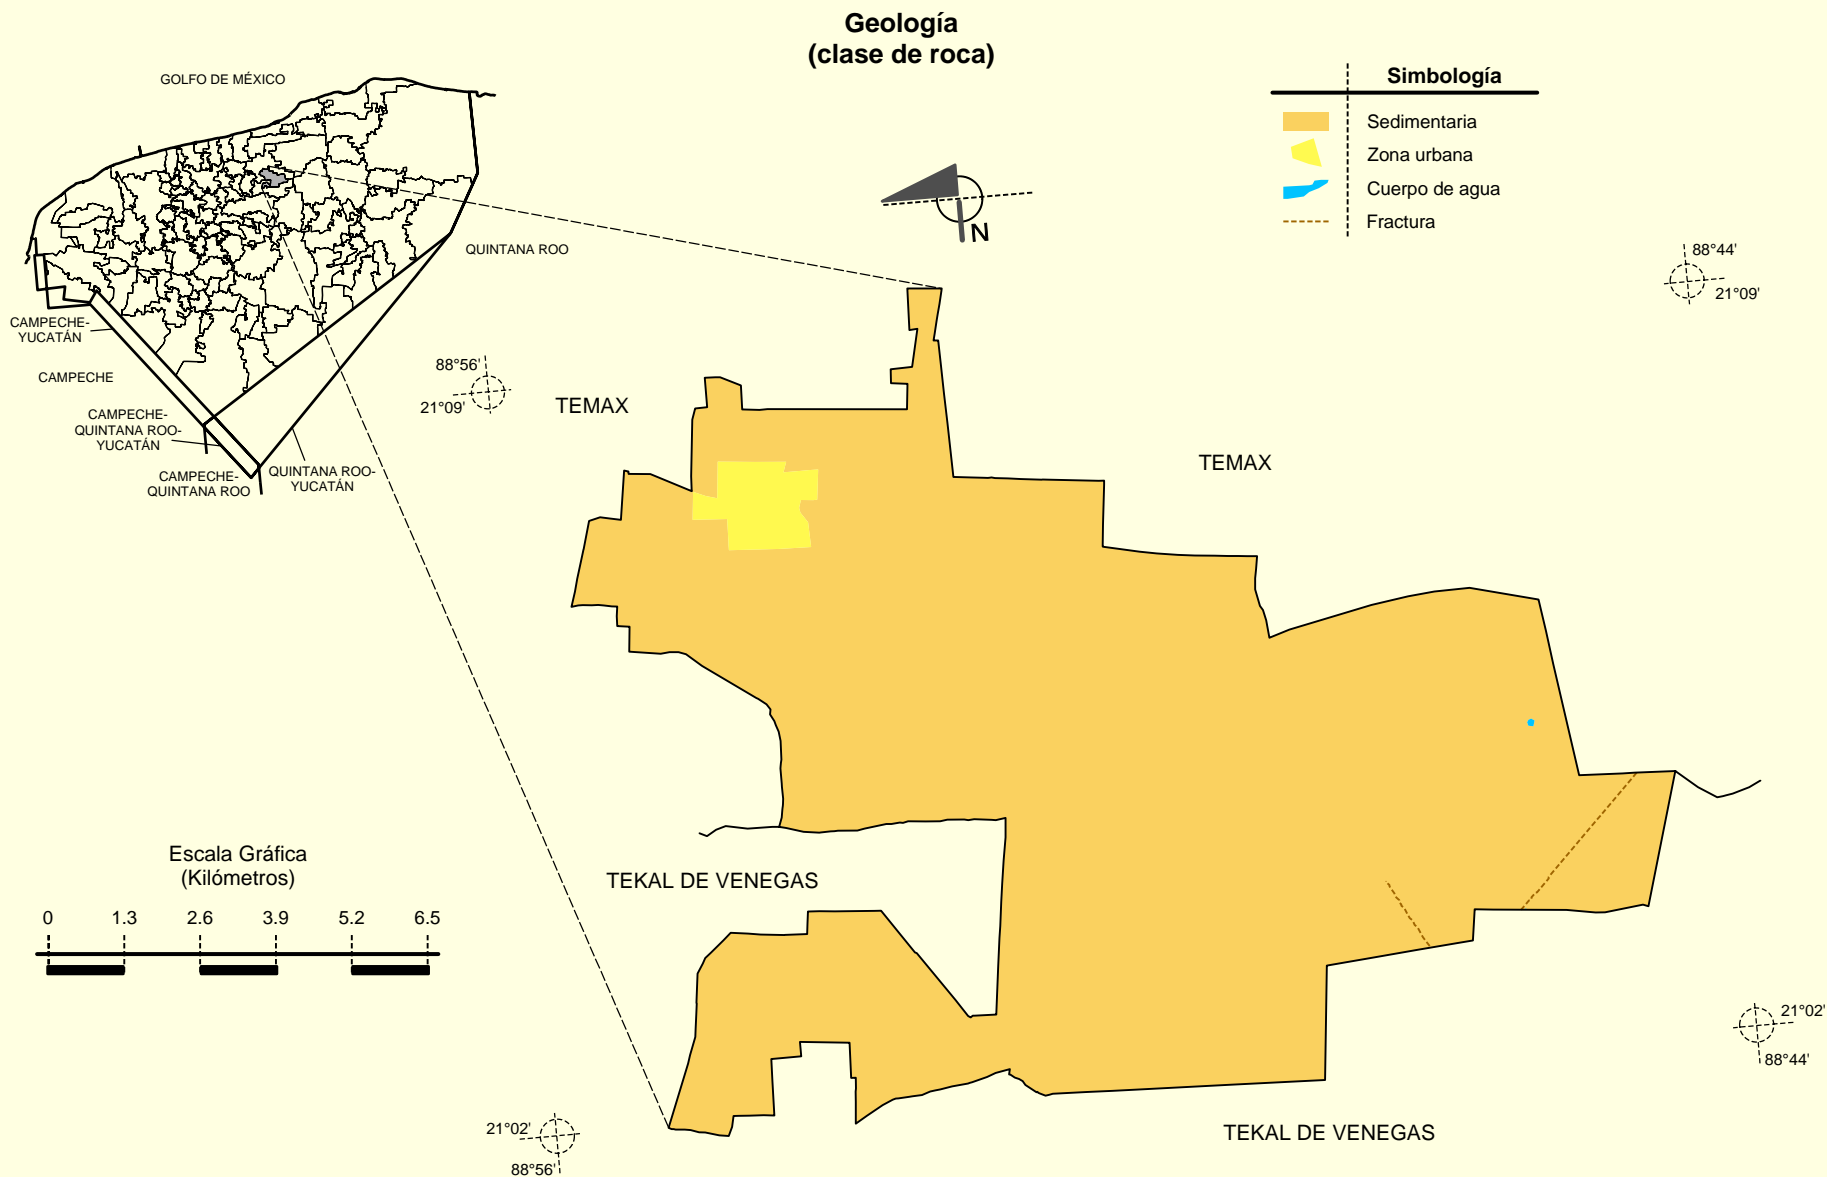 Geología
(clase de roca)
GOLFO DE MÉXICO
QUINTANA ROO
CAMPECHE-
YUCATÁN
CAMPECHE
CAMPECHE-
QUINTANA ROO-
YUCATÁN
CAMPECHE-
QUINTANA ROO
QUINTANA ROO-
YUCATÁN
N
Simbología
Sedimentaria
Zona urbana
Cuerpo de agua
Fractura
88°44'
21°09'
88°56'
21°09'
TEMAX
TEMAX
Escala Gráfica
(Kilómetros)
0 1.3 2.6 3.9 5.2 6.5
TEKAL DE VENEGAS
21°02'
88°44'
21°02'
88°56'
TEKAL DE VENEGAS